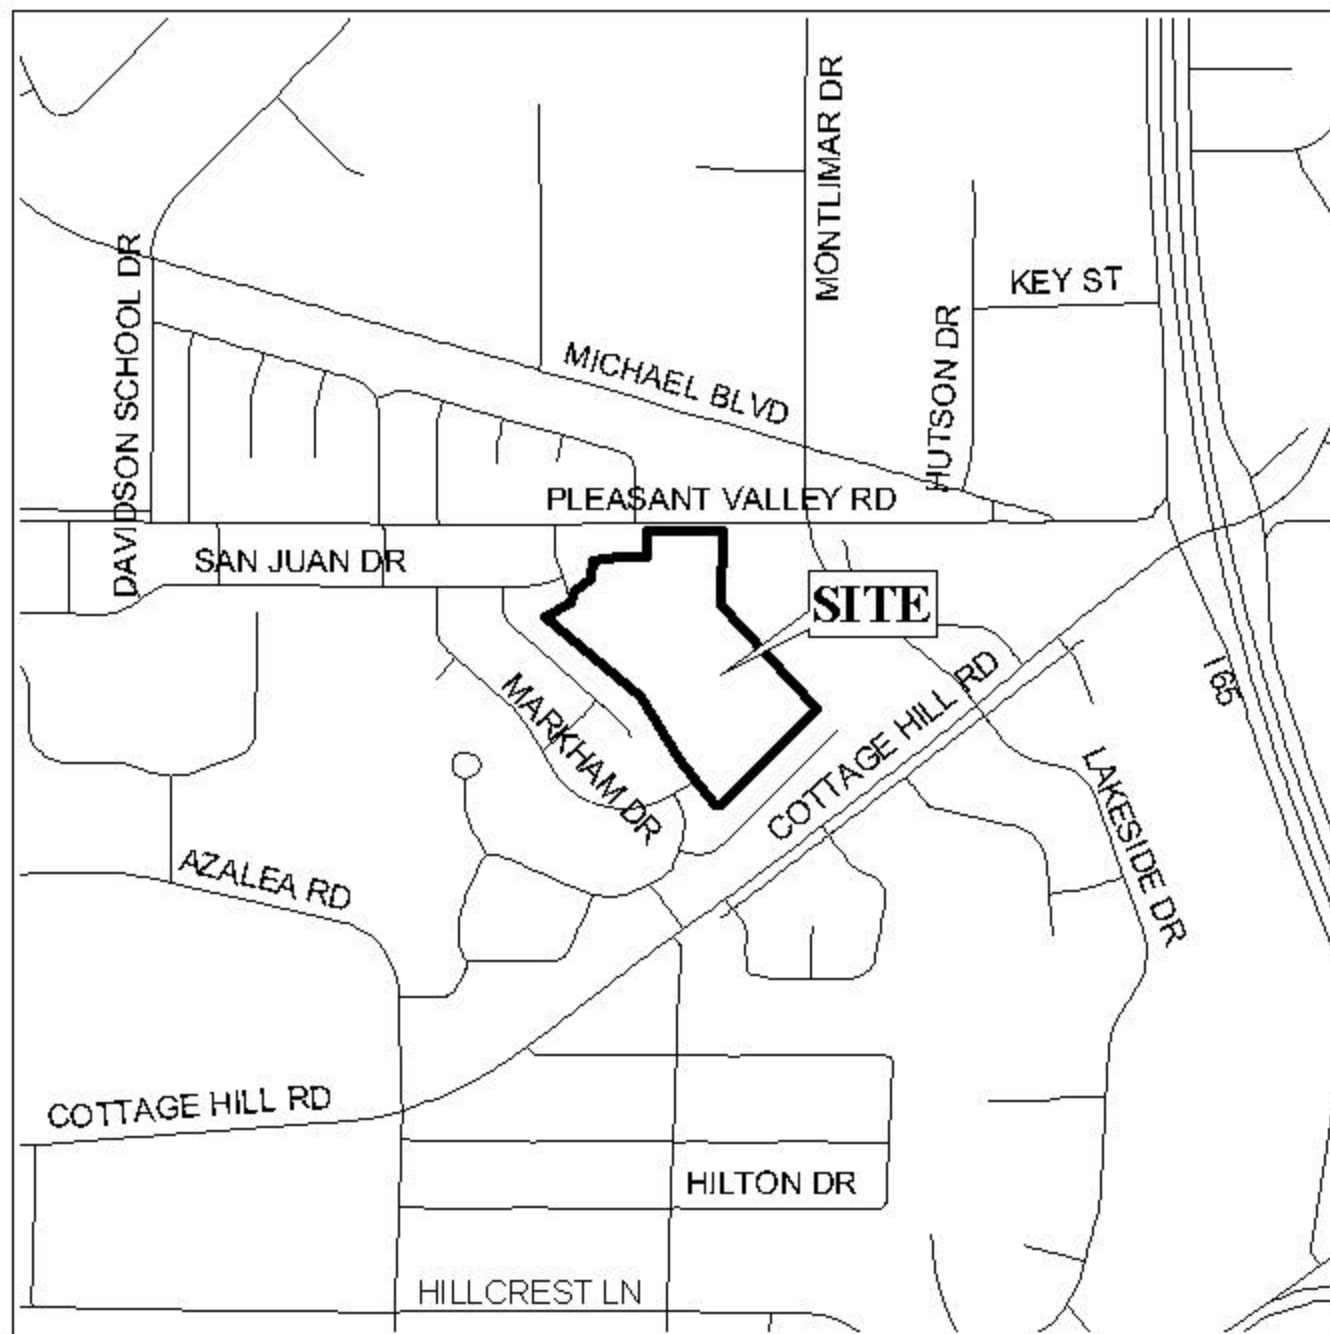 MONTLIMAR DR
DAVIDSON SCHOOL DR
KEY ST
HUTSON DR
MICHAEL BLVD
PLEASANT VALLEY RD
SAN JUAN DR
SITE
I 65
MARKHAM DR
COTTAGE HILL RD
LAKESIDE DR
AZALEA RD
COTTAGE HILL RD
HILTON DR
HILLCREST LN